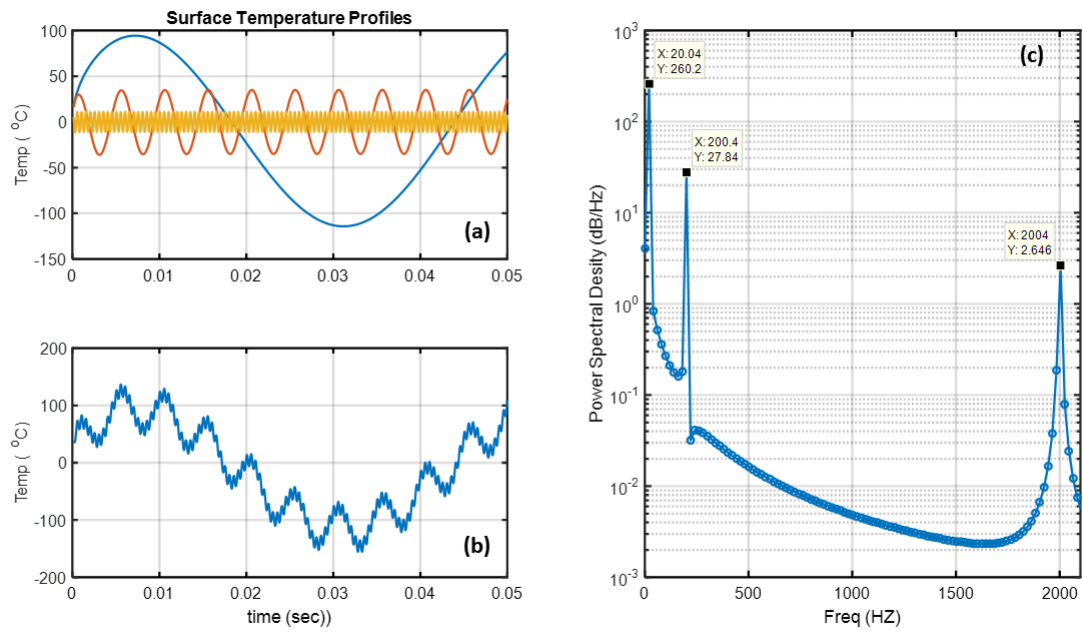 Surface Temperature Profiles
100
50
0
-50
-100
-150
Temp ( °C)
(a)
0 0.01 0.02 0.03 0.04 0.05
200
100
0
-100
-200
Temp ( °C)
(b)
0 0.01 0.02 0.03 0.04 0.05
time (sec))
10³
10²
10¹
10⁰
10⁻¹
10⁻²
10⁻³
Power Spectral Desity (dB/Hz)
X: 20.04
Y: 260.2
X: 200.4
Y: 27.84
X: 2004
Y: 2.646
(c)
0 500 1000 1500 2000
Freq (HZ)